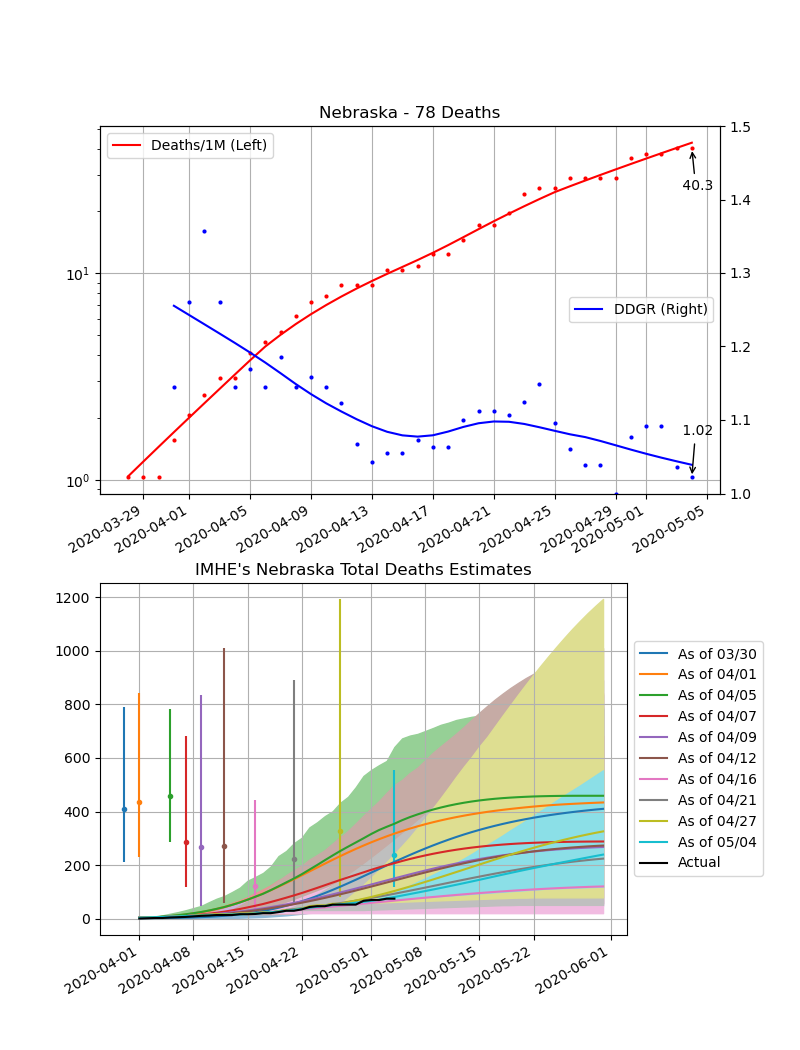 Nebraska - 78 Deaths
Deaths/1M (Left)
DDGR (Right)
40.3
1.02
10^1
10^0
1.5
1.4
1.3
1.2
1.1
1.0
2020-03-29
2020-04-01
2020-04-05
2020-04-09
2020-04-13
2020-04-17
2020-04-21
2020-04-25
2020-04-29
2020-05-01
2020-05-05
IMHE's Nebraska Total Deaths Estimates
1200
1000
800
600
400
200
0
2020-04-01
2020-04-08
2020-04-15
2020-04-22
2020-05-01
2020-05-08
2020-05-15
2020-05-22
2020-06-01
As of 03/30
As of 04/01
As of 04/05
As of 04/07
As of 04/09
As of 04/12
As of 04/16
As of 04/21
As of 04/27
As of 05/04
Actual